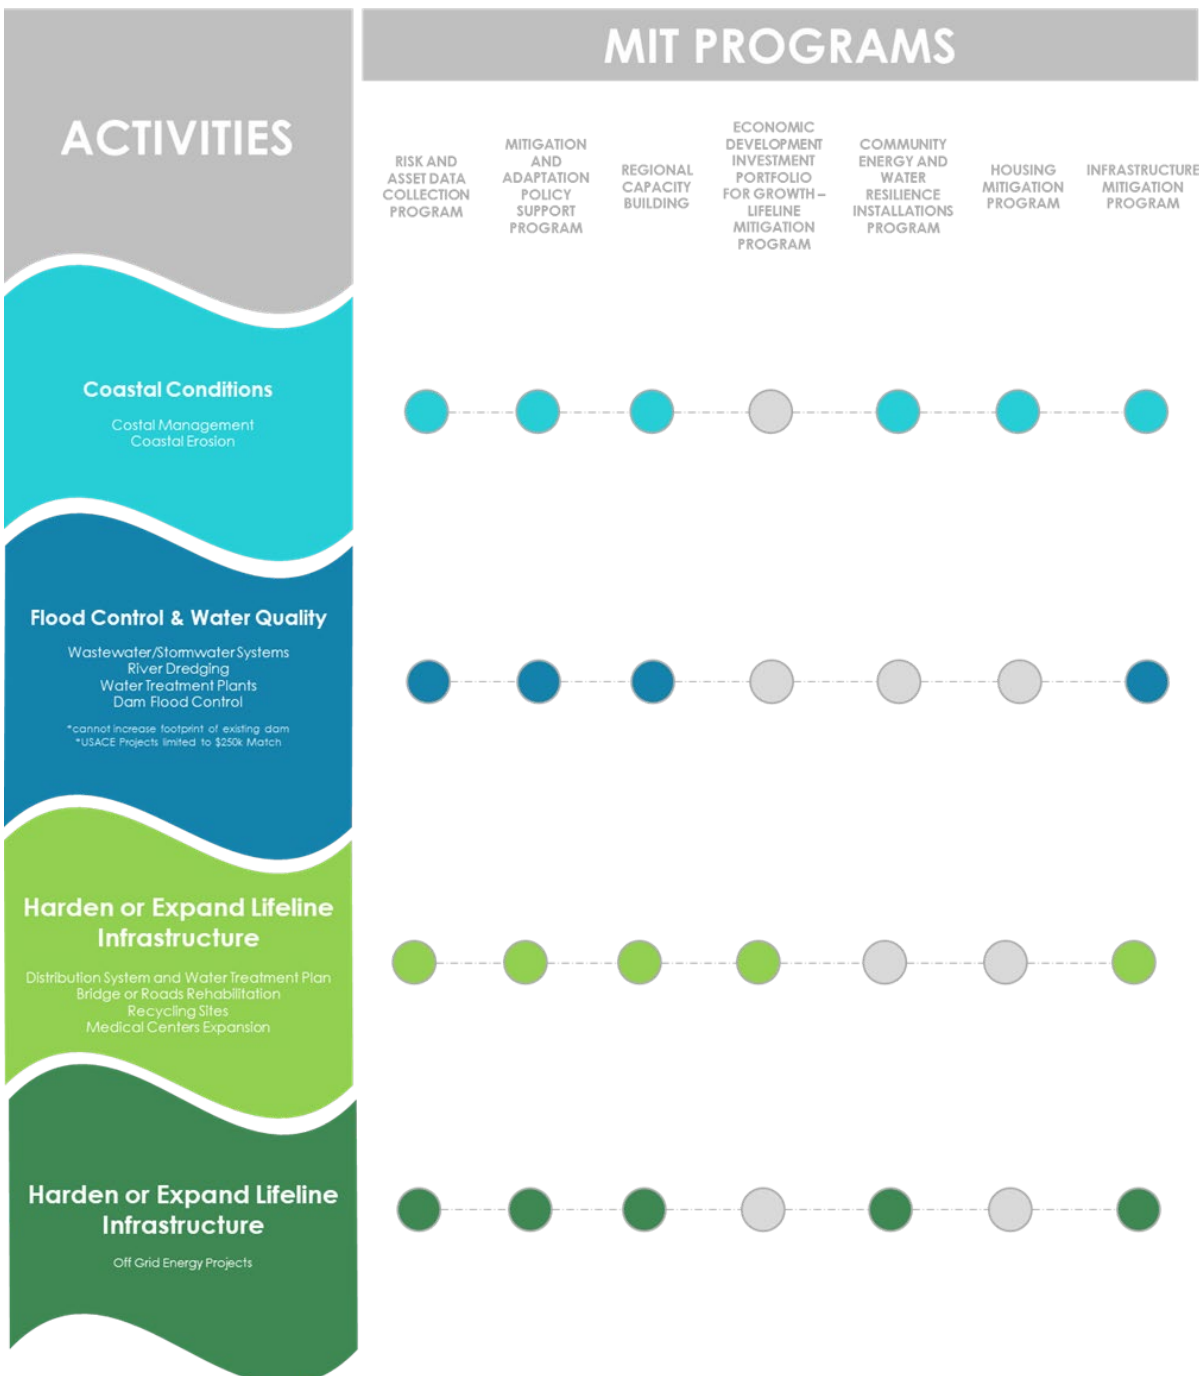 MIT PROGRAMS
ACTIVITIES
RISK AND
ASSET DATA
COLLECTION
PROGRAM
MITIGATION
AND
ADAPTATION
POLICY
SUPPORT
PROGRAM
REGIONAL
CAPACITY
BUILDING
ECONOMIC
DEVELOPMENT
INVESTMENT
PORTFOLIO
FOR GROWTH –
LIFELINE
MITIGATION
PROGRAM
COMMUNITY
ENERGY AND
WATER
RESILIENCE
INSTALLATIONS
PROGRAM
HOUSING
MITIGATION
PROGRAM
INFRASTRUCTURE
MITIGATION
PROGRAM
Coastal Conditions
Costal Management
Coastal Erosion
Flood Control & Water Quality
Wastewater/Stormwater Systems
River Dredging
Water Treatment Plants
Dam Flood Control
*cannot increase footprint of existing dam
*USACE Projects limited to $250k Match
Harden or Expand Lifeline
Infrastructure
Distribution System and Water Treatment Plan
Bridge or Roads Rehabilitation
Recycling Sites
Medical Centers Expansion
Harden or Expand Lifeline
Infrastructure
Off Grid Energy Projects